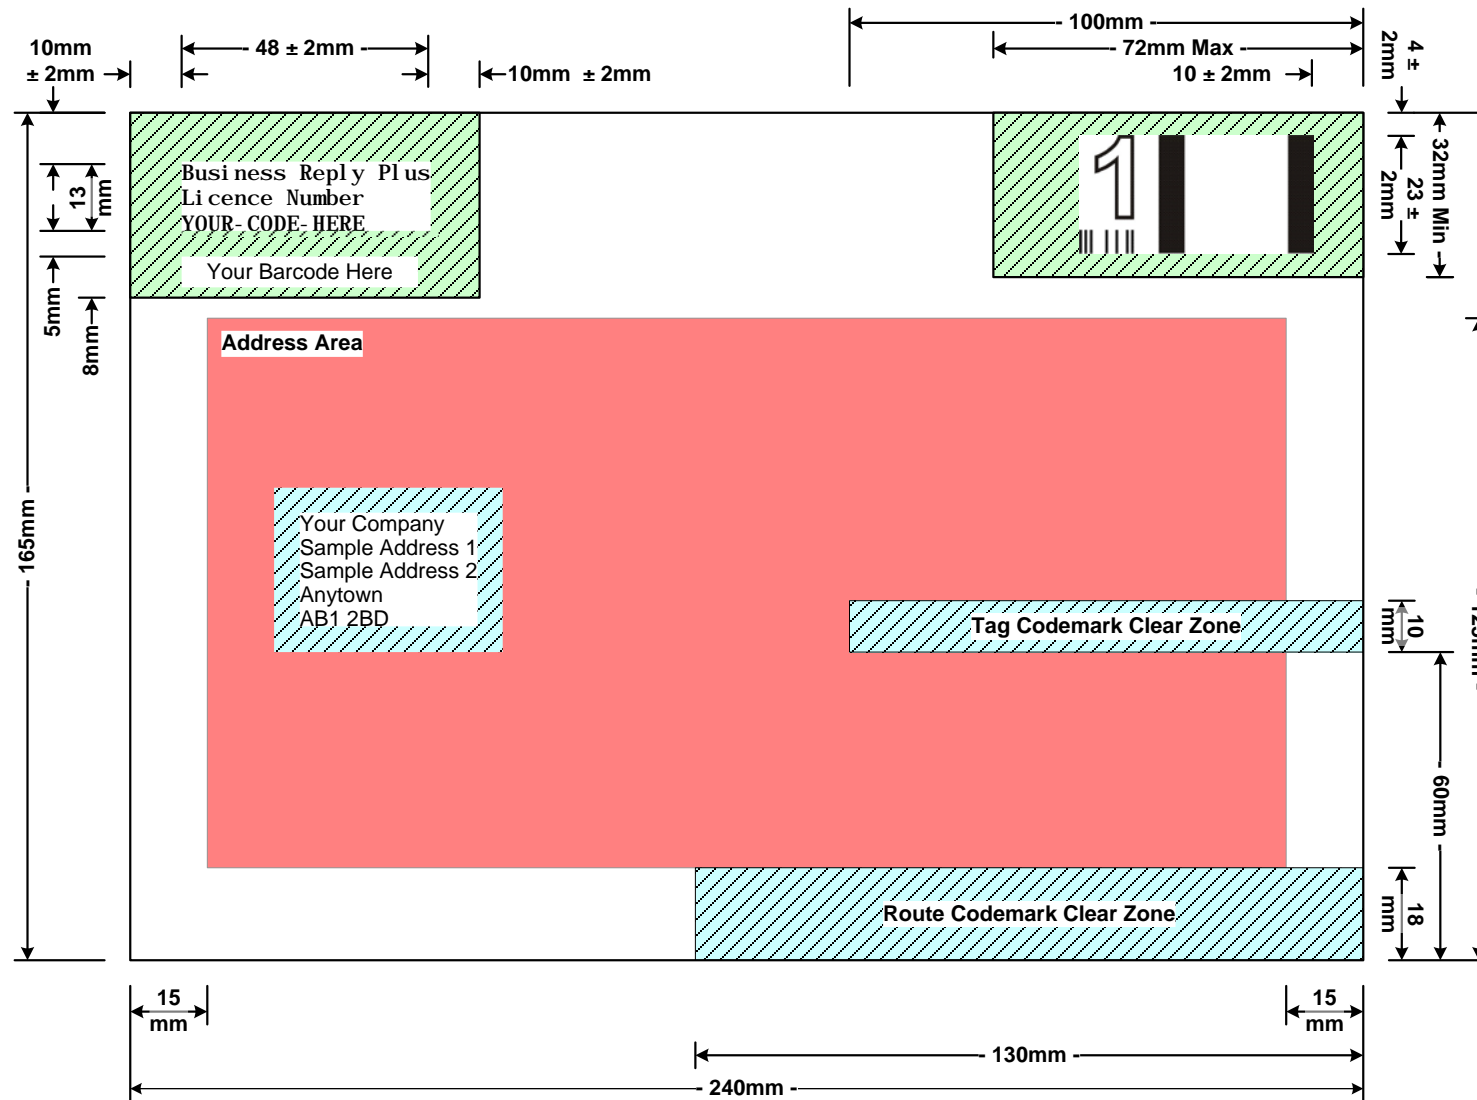 - 100mm -
10mm
± 2mm
- 48 ± 2mm -
10mm ± 2mm
- 72mm Max -
10 ± 2mm
4 ±
2mm
Business Reply Plus
Licence Number
YOUR-CODE-HERE
Your Barcode Here
1
13
mm
5mm
8mm
23 ±
2mm
- 32mm Min -
Address Area
- 165mm -
Your Company
Sample Address 1
Sample Address 2
Anytown
AB1 2BD
Tag Codemark Clear Zone
10
mm
- 60mm -
Route Codemark Clear Zone
18
mm
15
mm
15
mm
- 130mm -
- 240mm -